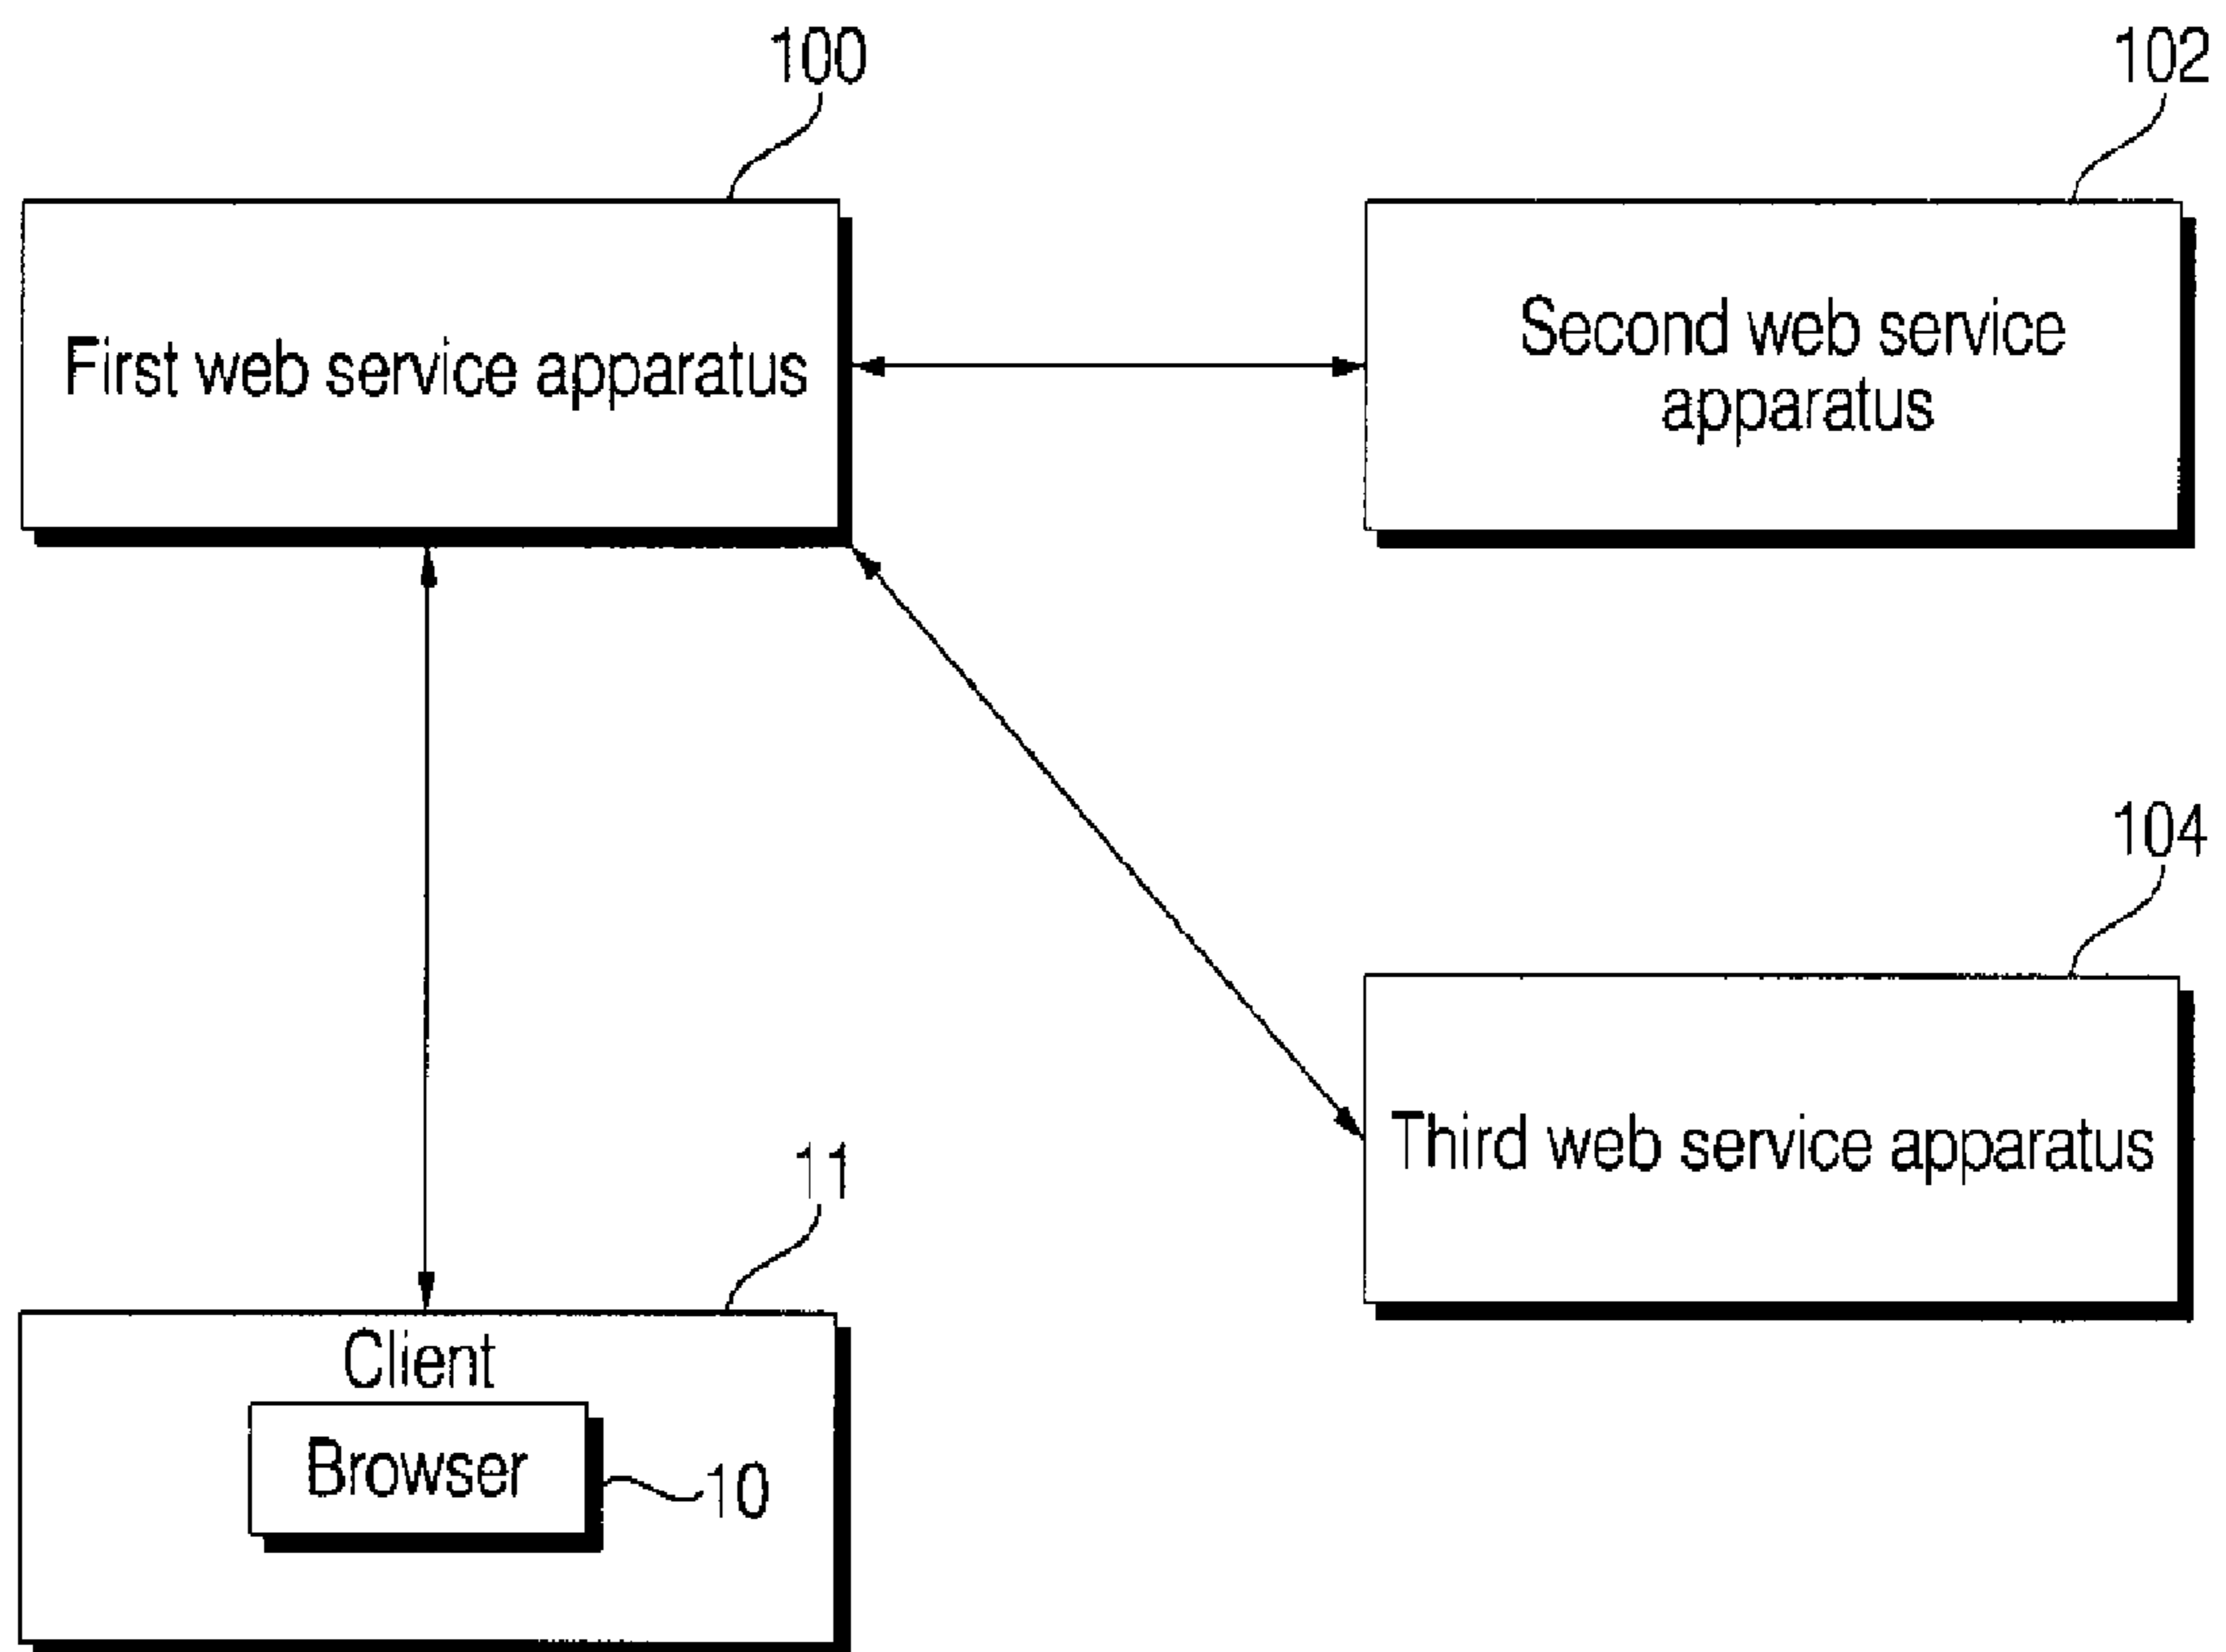 100
102
First web service apparatus
Second web service
apparatus
104
Third web service apparatus
11
Client
Browser
10